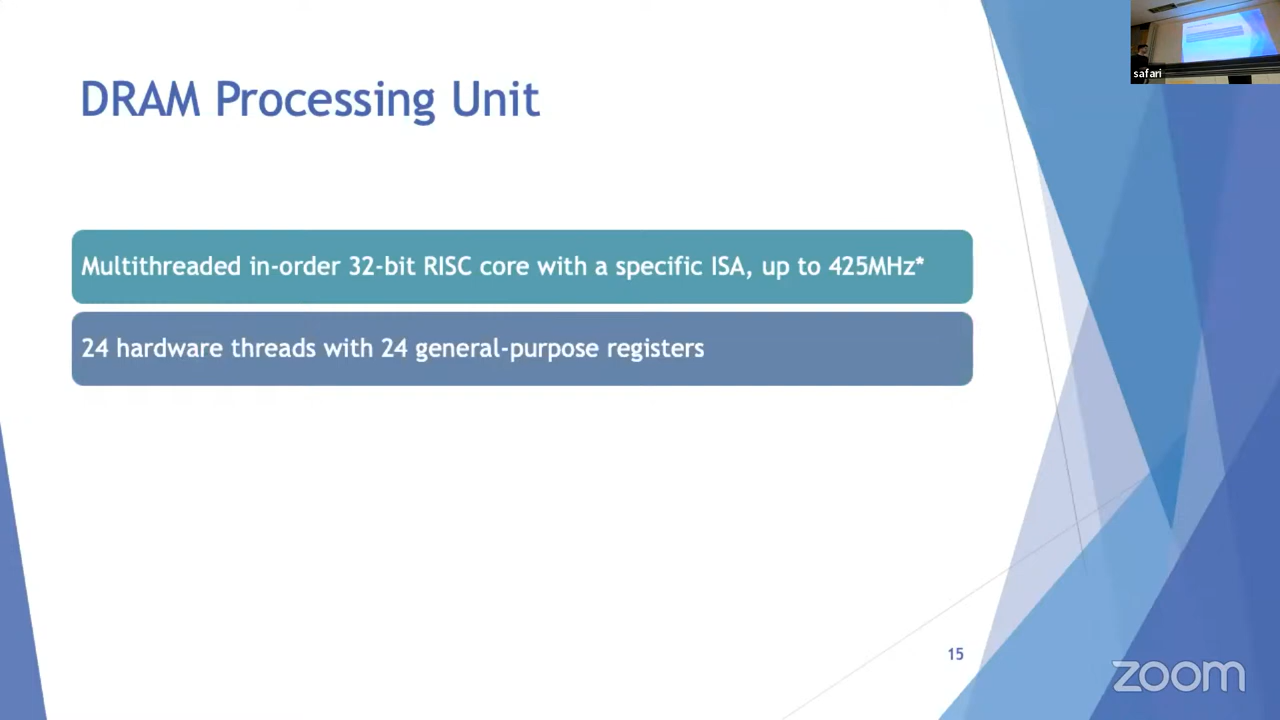 safari
DRAM Processing Unit
Multithreaded in-order 32-bit RISC core with a specific ISA, up to 425MHz*
24 hardware threads with 24 general-purpose registers
15
zoom